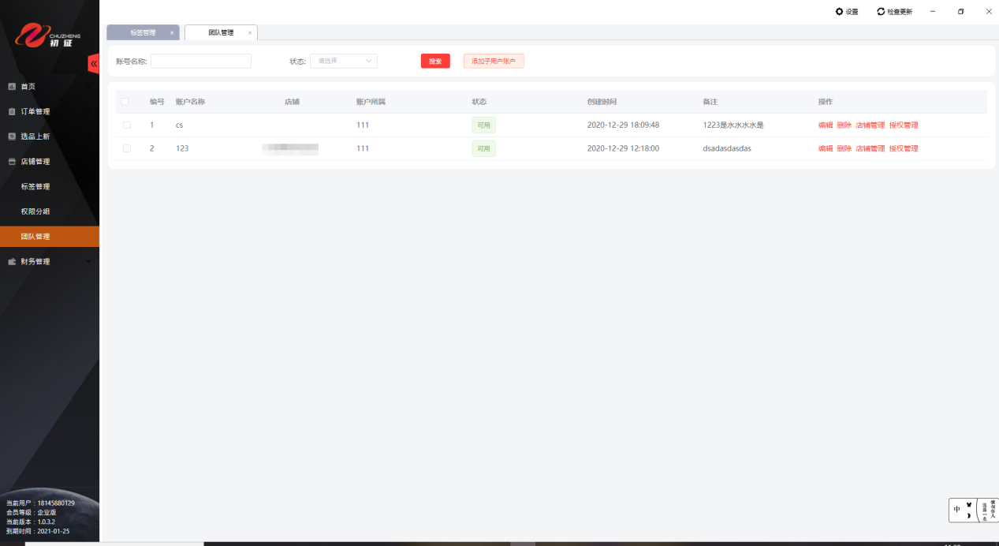 设置 检查更新
CHUZHENG
初 证
标签管理 × 团队管理 ×
账号名称: 状态: 请选择 搜索 添加子用户账户
首页
订单管理
选品上新
店铺管理
标签管理
权限分组
团队管理
财务管理
编号 账户名称 店铺 账户所属 状态 创建时间 备注 操作
1 cs 111 可用 2020-12-29 18:09:48 1223是水水水水是 编辑 删除 店铺管理 授权管理
2 123 111 可用 2020-12-29 12:18:00 dsadasdasdas 编辑 删除 店铺管理 授权管理
当前用户：18145880129
会员等级：企业版
当前版本：1.0.3.2
到期时间：2021-01-25
中